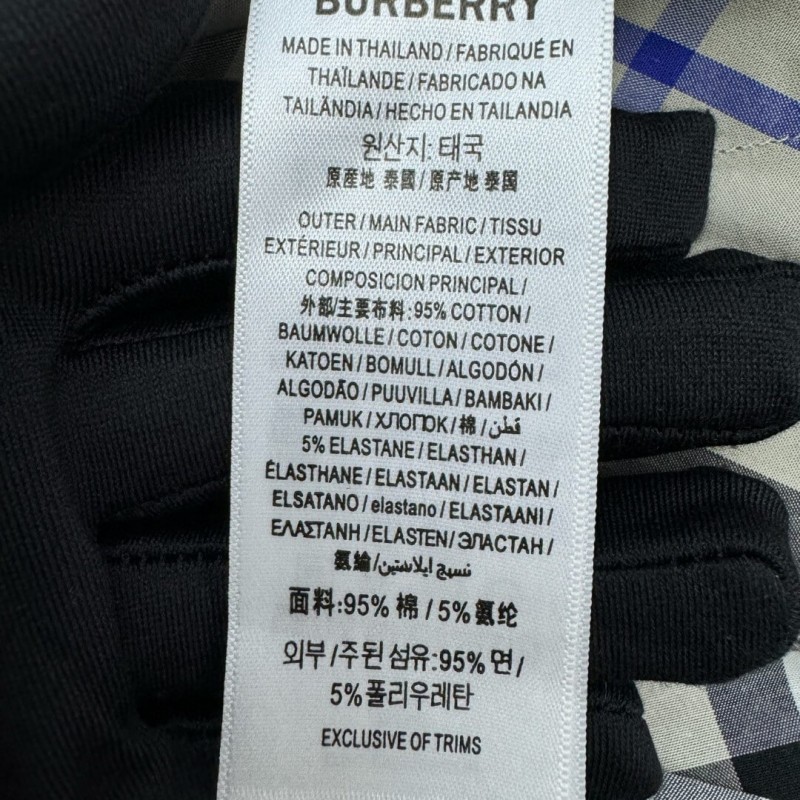 BURBERRY
MADE IN THAILAND / FABRIQUÉ EN
THAÏLANDE / FABRICADO NA
TAILÂNDIA / HECHO EN TAILANDIA
원산지: 태국
原産地 泰國 / 原产地 泰国
OUTER / MAIN FABRIC / TISSU
EXTÉRIEUR / PRINCIPAL / EXTERIOR
COMPOSICION PRINCIPAL /
外部/主要布料: 95% COTTON /
BAUMWOLLE / COTON / COTONE /
KATOEN / BOMULL / ALGODÓN /
ALGODÃO / PUUVILLA / BAMBAKI /
PAMUK / ХЛОПОК / 棉 / قطن
5% ELASTANE / ELASTHAN /
ÉLASTHANE / ELASTAAN / ELASTAN /
ELSATANO / elastano / ELASTAANI /
ΕΛΑΣΤΑΝΗ / ELASTEN / ЭЛАСТАН /
氨綸/نسيج ايلاستين
面料:95% 棉 / 5% 氨纶
외부 / 주된 섬유: 95% 면 /
5% 폴리우레탄
EXCLUSIVE OF TRIMS